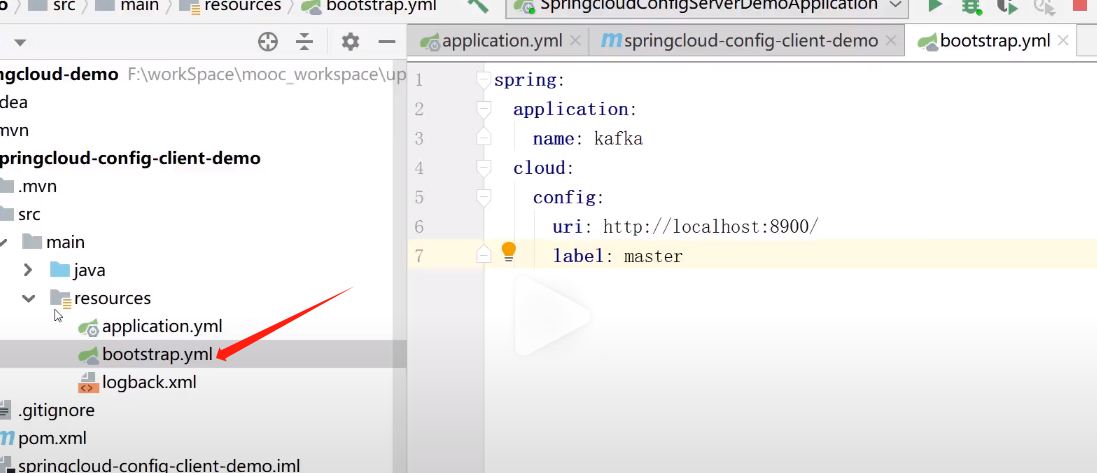 src main resources bootstrap.yml SpringcloudConfigServerDemoApplication
application.yml springcloud-config-client-demo bootstrap.yml
ngcloud-demo F:\workSpace\mooc_workspace\up
dea
mvn
pringcloud-config-client-demo
.mvn
src
main
java
resources
application.yml
bootstrap.yml
logback.xml
.gitignore
pom.xml
springcloud-config-client-demo.iml
1 spring:
2 application:
3 name: kafka
4 cloud:
5 config:
6 uri: http://localhost:8900/
7 label: master